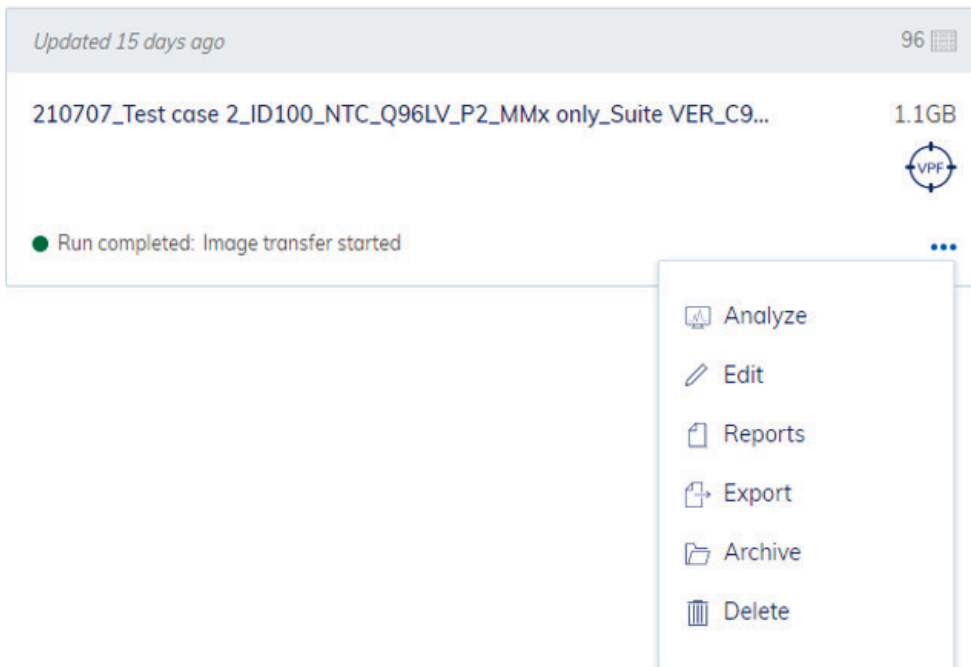 Updated 15 days ago 96
210707_Test case 2_ID100_NTC_Q96LV_P2_MMx only_Suite VER_C9... 1.1GB
VPF
Run completed: Image transfer started
Analyze
Edit
Reports
Export
Archive
Delete